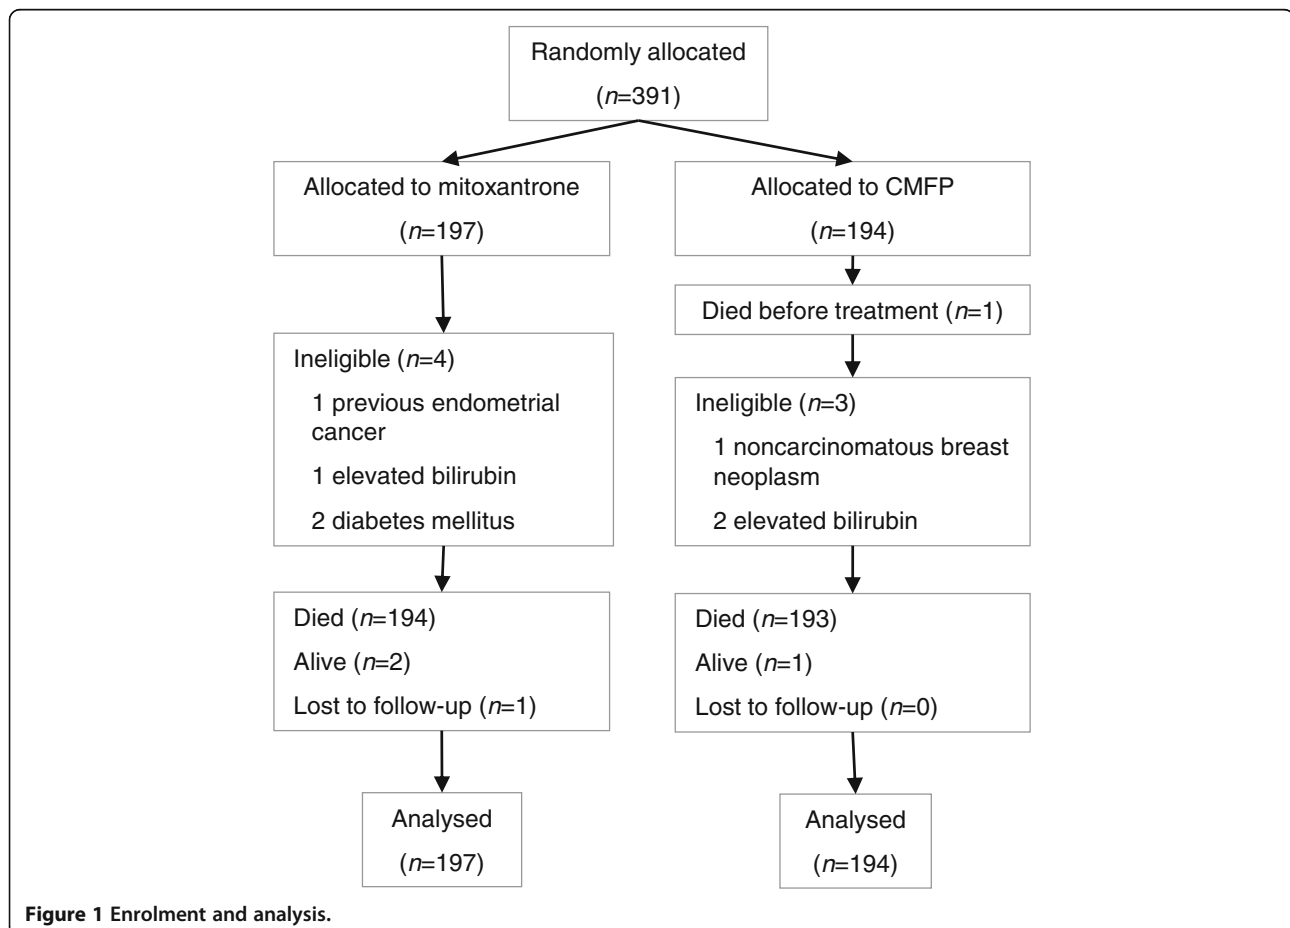 Randomly allocated
(n=391)
Allocated to mitoxantrone
(n=197)
Allocated to CMFP
(n=194)
Died before treatment (n=1)
Ineligible (n=4)
1 previous endometrial
cancer
1 elevated bilirubin
2 diabetes mellitus
Ineligible (n=3)
1 noncarcinomatous breast
neoplasm
2 elevated bilirubin
Died (n=194)
Alive (n=2)
Lost to follow-up (n=1)
Died (n=193)
Alive (n=1)
Lost to follow-up (n=0)
Analysed
(n=197)
Analysed
(n=194)
Figure 1 Enrolment and analysis.